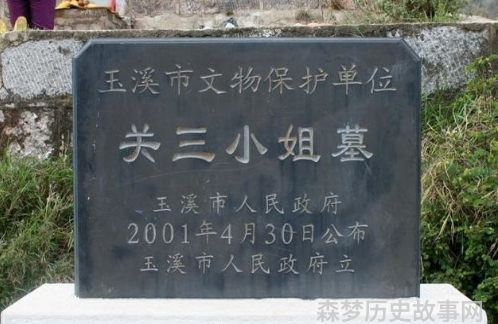 玉溪市文物保护单位
关三小姐墓
玉溪市人民政府
2001年4月30日公布
玉溪市人民政府立
森梦历史故事网